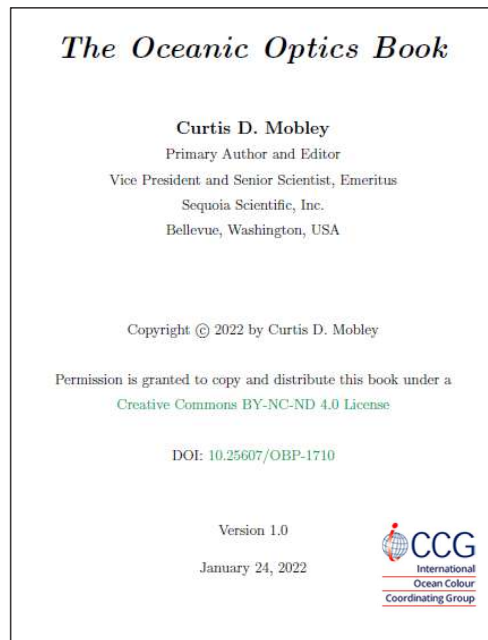 The Oceanic Optics Book
Curtis D. Mobley
Primary Author and Editor
Vice President and Senior Scientist, Emeritus
Sequoia Scientific, Inc.
Bellevue, Washington, USA
Copyright © 2022 by Curtis D. Mobley
Permission is granted to copy and distribute this book under a
Creative Commons BY-NC-ND 4.0 License
DOI: 10.25607/OBP-1710
Version 1.0
January 24, 2022
iOCCG
International
Ocean Colour
Coordinating Group